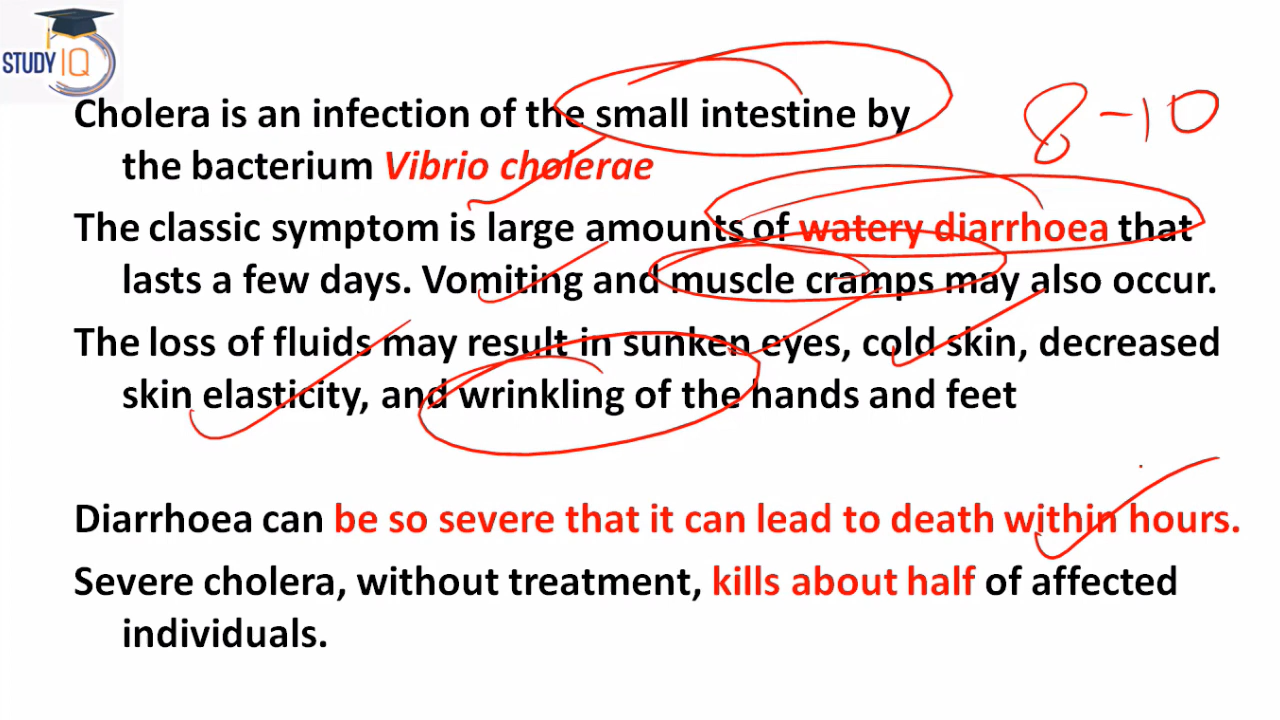 STUDY IQ
Cholera is an infection of the small intestine by
the bacterium Vibrio cholerae
8-10
The classic symptom is large amounts of watery diarrhoea that
lasts a few days. Vomiting and muscle cramps may also occur.
The loss of fluids may result in sunken eyes, cold skin, decreased
skin elasticity, and wrinkling of the hands and feet
Diarrhoea can be so severe that it can lead to death within hours.
Severe cholera, without treatment, kills about half of affected
individuals.